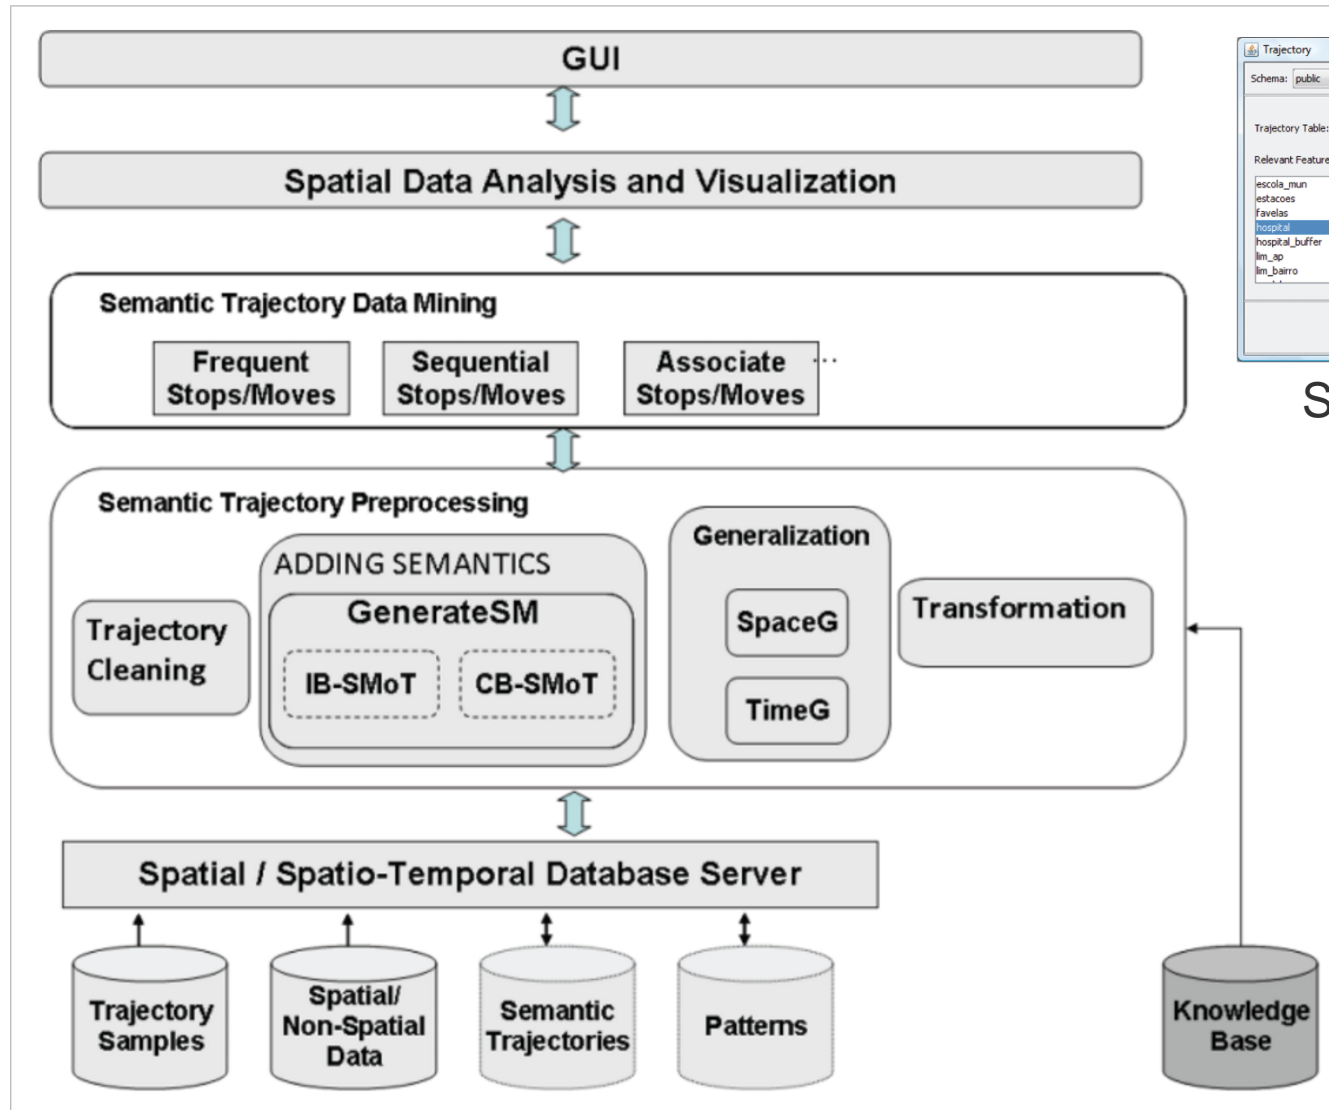 GUI
Spatial Data Analysis and Visualization
Semantic Trajectory Data Mining
Frequent
Stops/Moves
Sequential
Stops/Moves
Associate
Stops/Moves
...
Semantic Trajectory Preprocessing
Trajectory
Cleaning
ADDING SEMANTICS
GenerateSM
IB-SMoT
CB-SMoT
Generalization
SpaceG
TimeG
Transformation
Spatial / Spatio-Temporal Database Server
Trajectory
Samples
Spatial/
Non-Spatial
Data
Semantic
Trajectories
Patterns
Knowledge
Base
Trajectory
Schema: public
Trajectory Table:
Relevant Feature
escola_mun
estacoes
favelas
hospital
hospital_buffer
lim_ap
lim_bairro
S